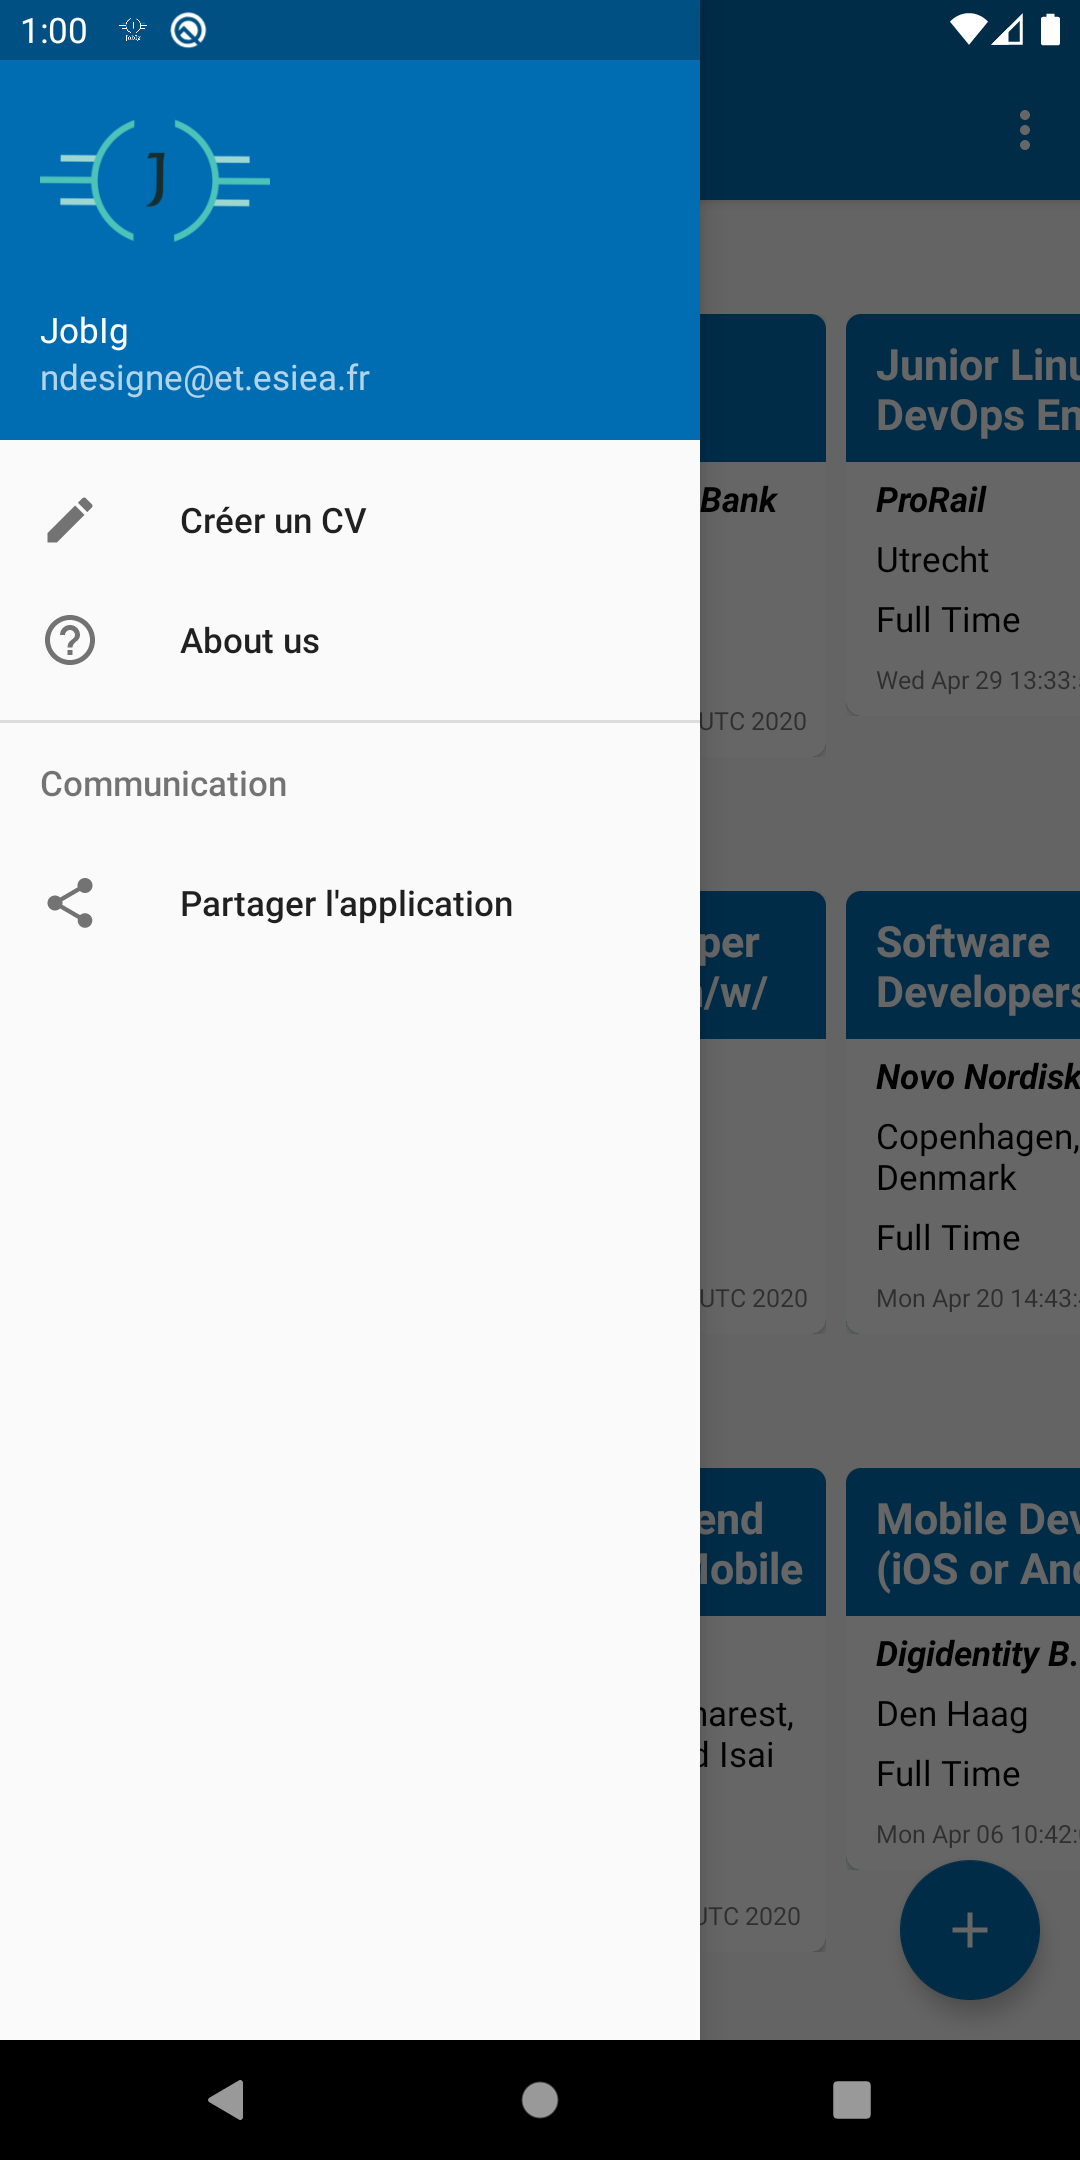 1:00
J
JobIg
ndesigne@et.esiea.fr
Créer un CV
About us
Communication
Partager l'application
Bank
UTC 2020
Junior Linu
DevOps En
ProRail
Utrecht
Full Time
Wed Apr 29 13:33:
per
/w/
UTC 2020
Software
Developers
Novo Nordisk
Copenhagen,
Denmark
Full Time
Mon Apr 20 14:43:
end
Mobile
arest,
d Isai
UTC 2020
Mobile Dev
(iOS or And
Digidentity B.
Den Haag
Full Time
Mon Apr 06 10:42: